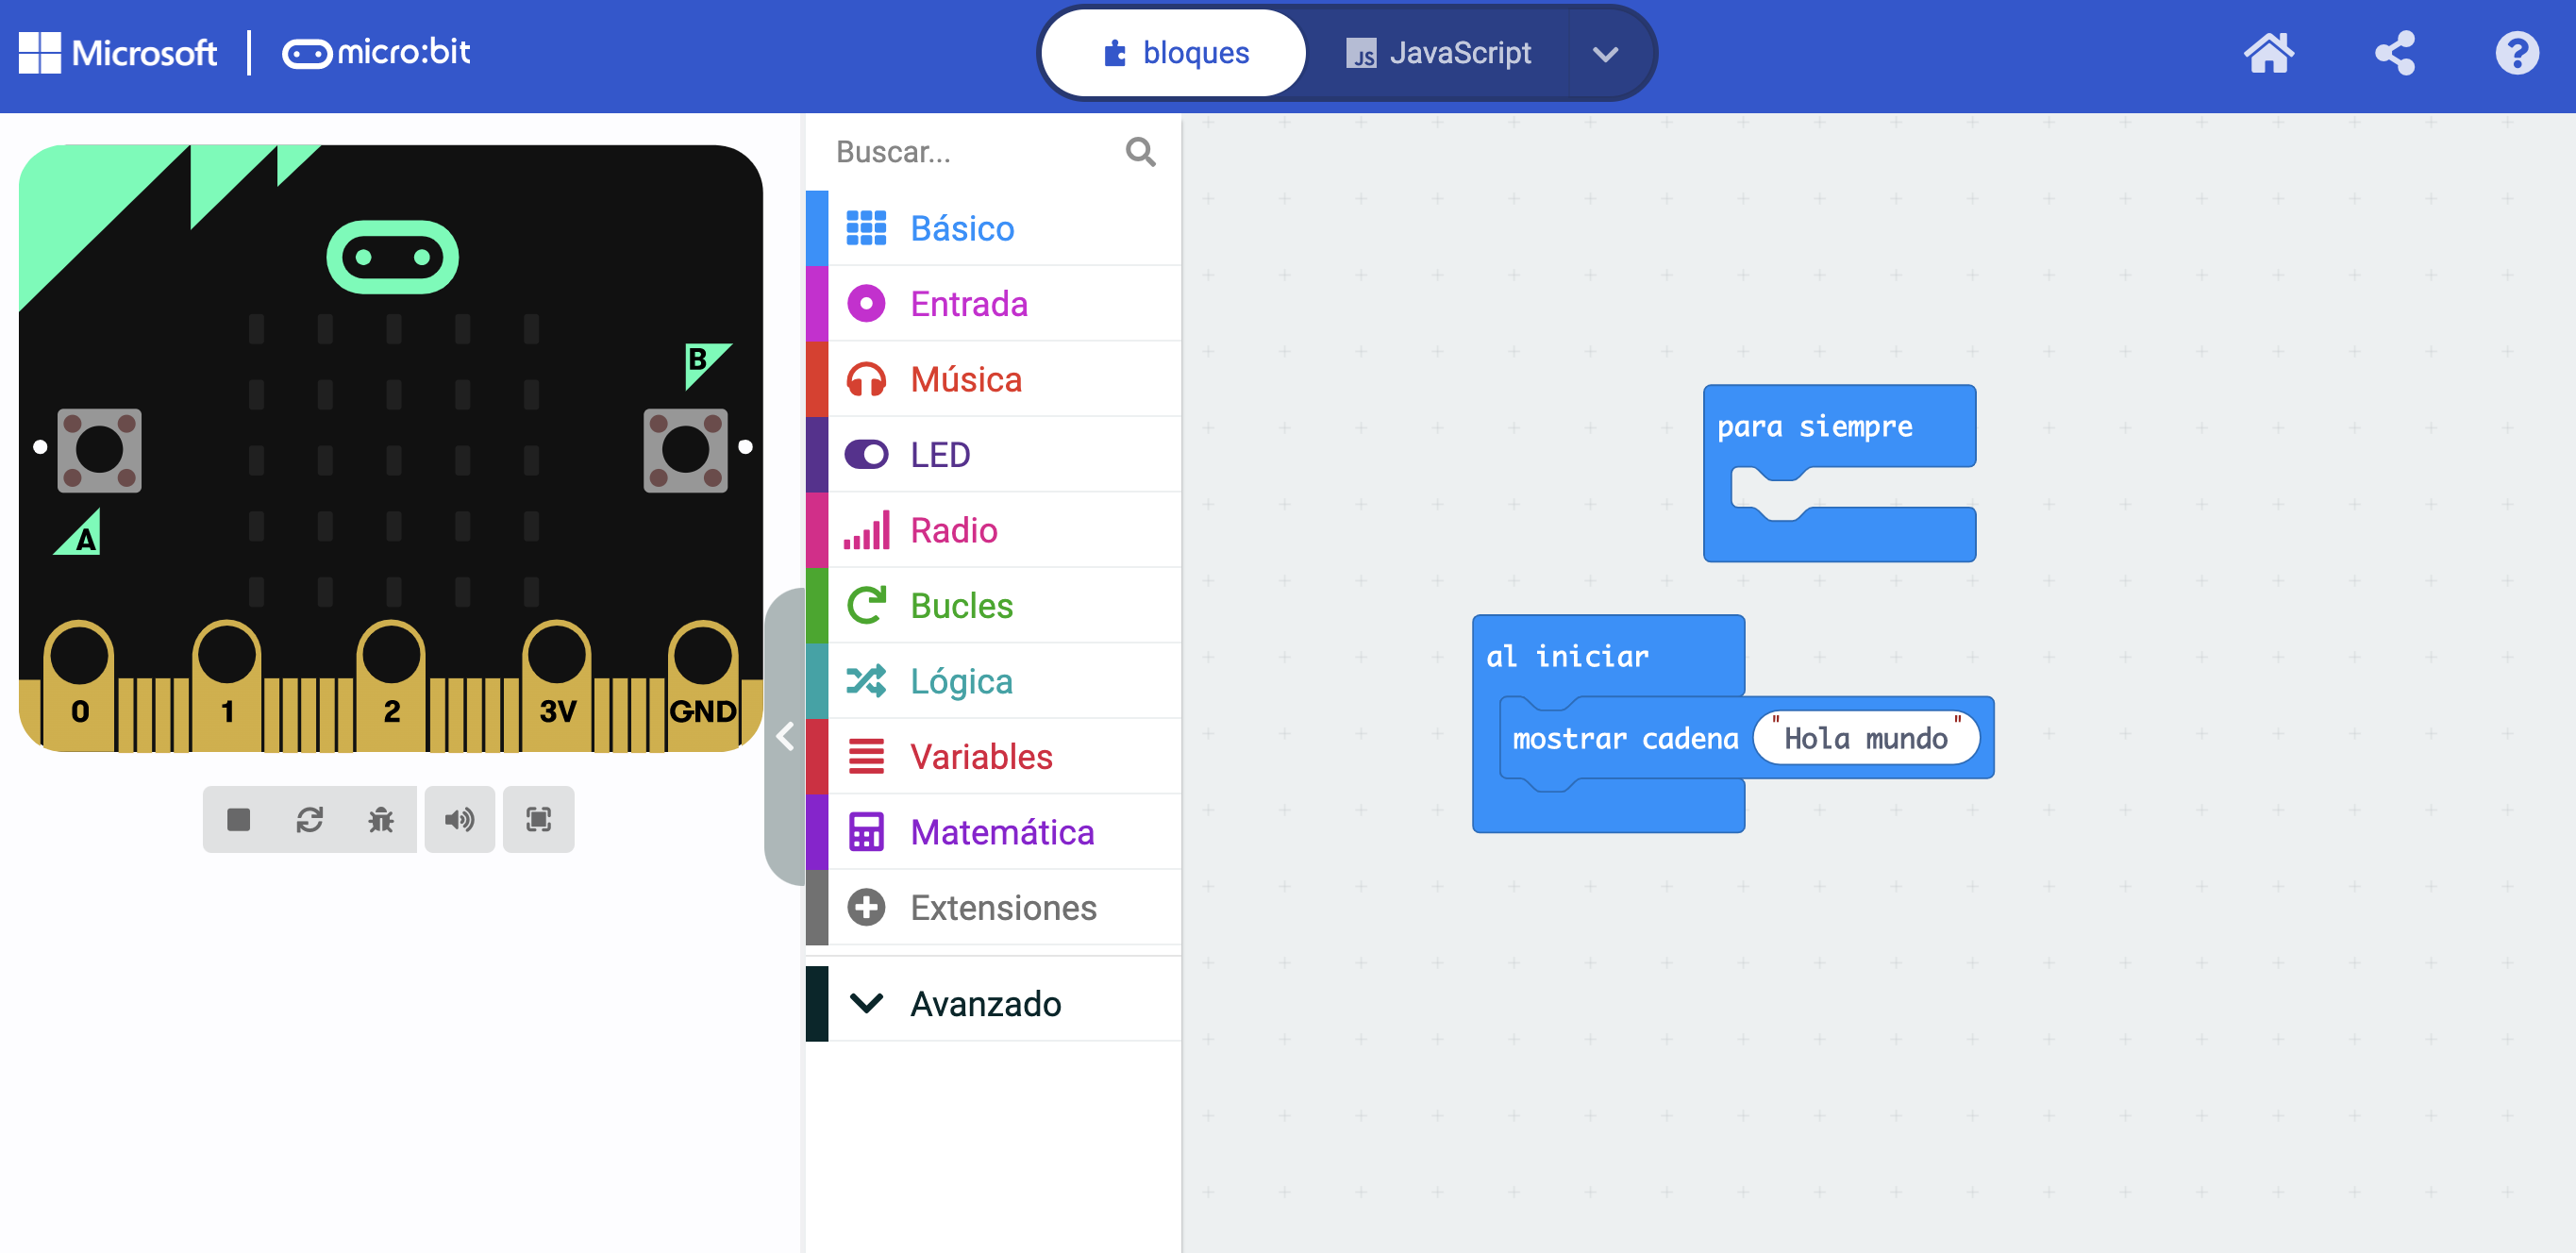 Microsoft
micro:bit
bloques
JS JavaScript
B
A
0 1 2 3V GND
Buscar...
Básico
Entrada
Música
LED
Radio
Bucles
Lógica
Variables
Matemática
Extensiones
Avanzado
para siempre
al iniciar
mostrar cadena "Hola mundo"